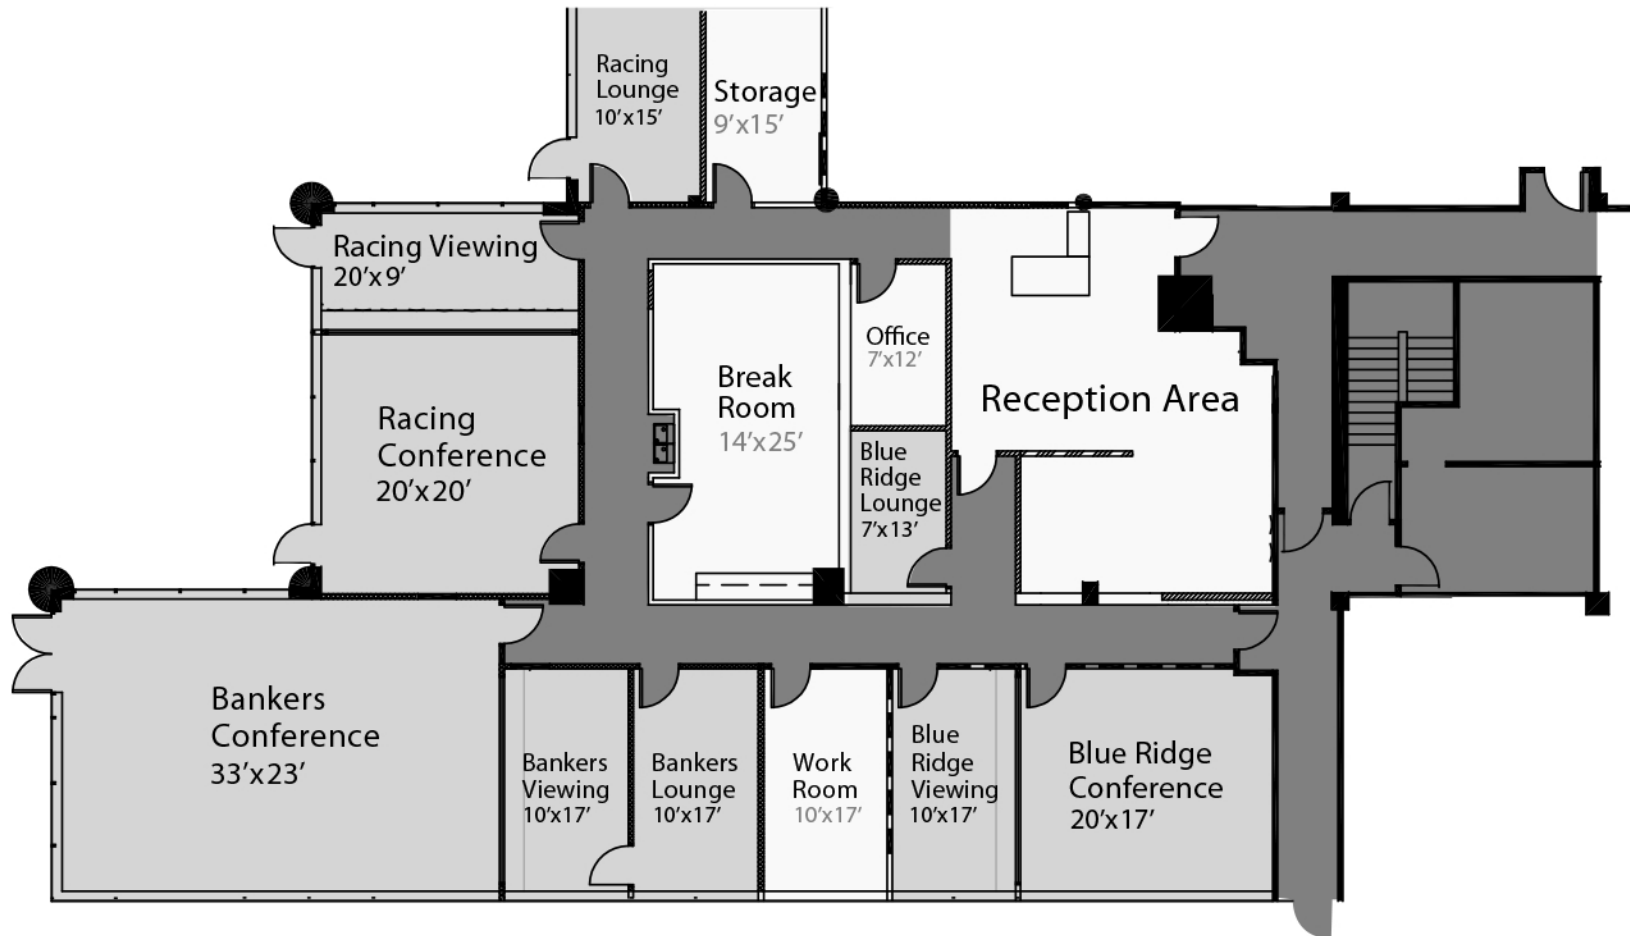 Racing
Lounge
10’x15’
Storage
9’x15’
Racing Viewing
20’x9’
Office
7’x12’
Break
Room
14’x25’
Reception Area
Racing
Conference
20’x20’
Blue
Ridge
Lounge
7’x13’
Bankers
Conference
33’x23’
Bankers
Viewing
10’x17’
Bankers
Lounge
10’x17’
Work
Room
10’x17’
Blue
Ridge
Viewing
10’x17’
Blue Ridge
Conference
20’x17’